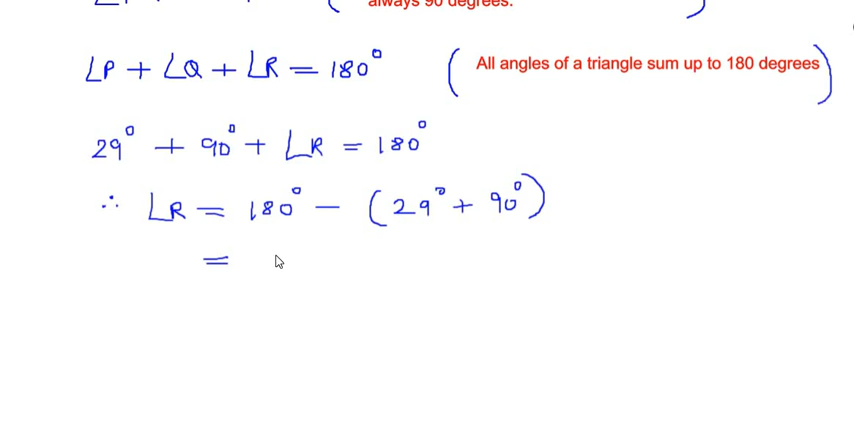 always 90 degrees.
∠P + ∠Q + ∠R = 180° ( All angles of a triangle sum up to 180 degrees )
29° + 90° + ∠R = 180°
∴ ∠R = 180° − (29° + 90°)
=